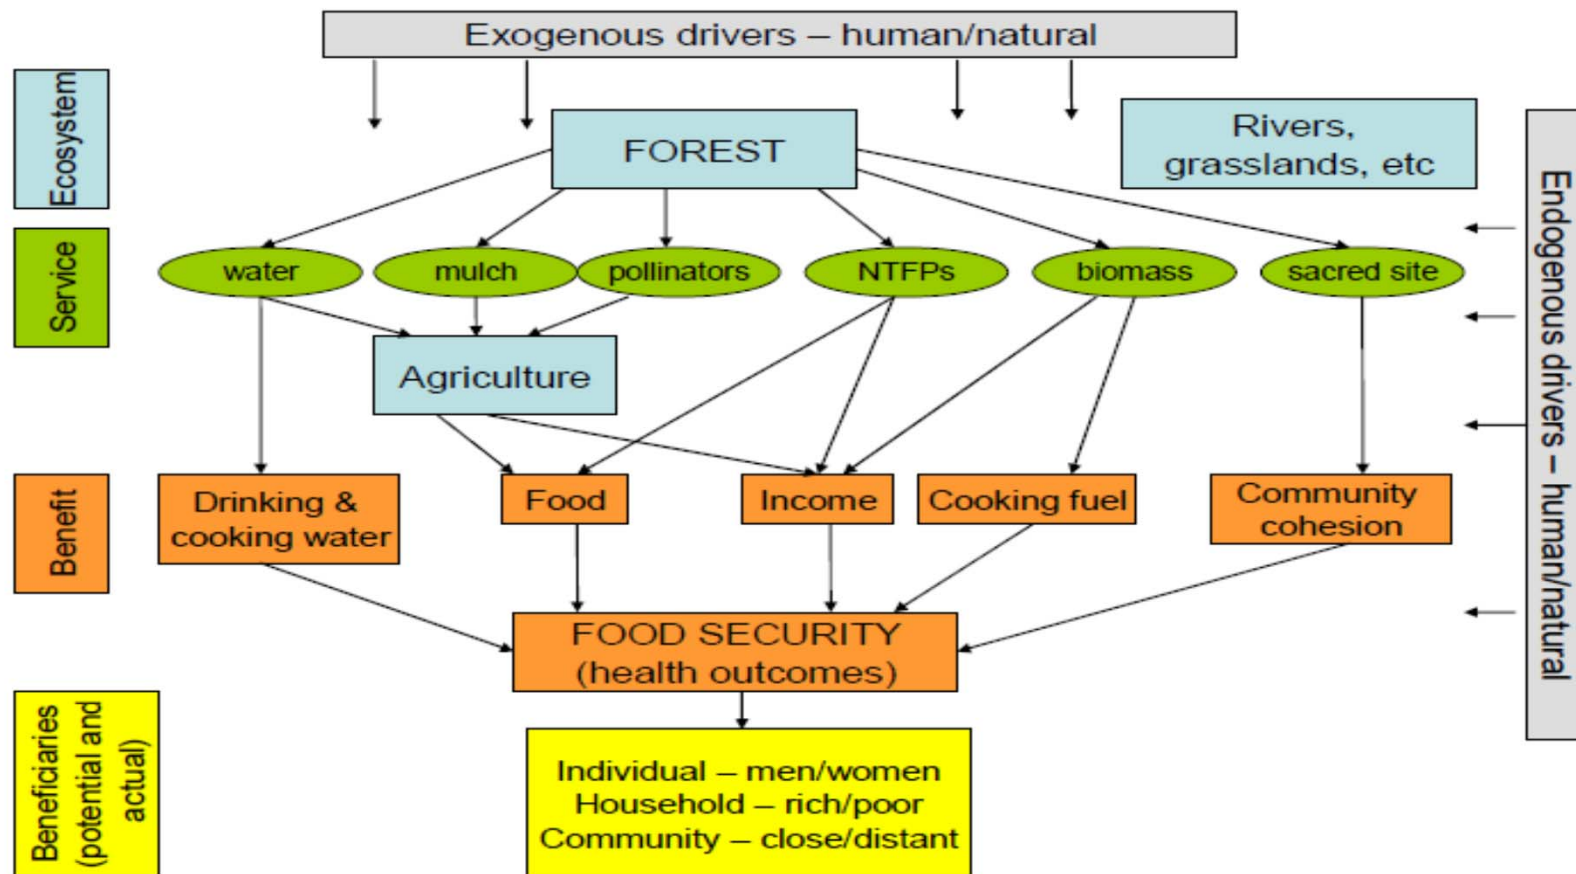 Exogenous drivers – human/natural
Ecosystem
FOREST
Rivers,
grasslands, etc
Endogenous drivers – human/natural
Service
water
mulch
pollinators
NTFPs
biomass
sacred site
Agriculture
Benefit
Drinking &
cooking water
Food
Income
Cooking fuel
Community
cohesion
FOOD SECURITY
(health outcomes)
Beneficiaries
(potential and
actual)
Individual – men/women
Household – rich/poor
Community – close/distant